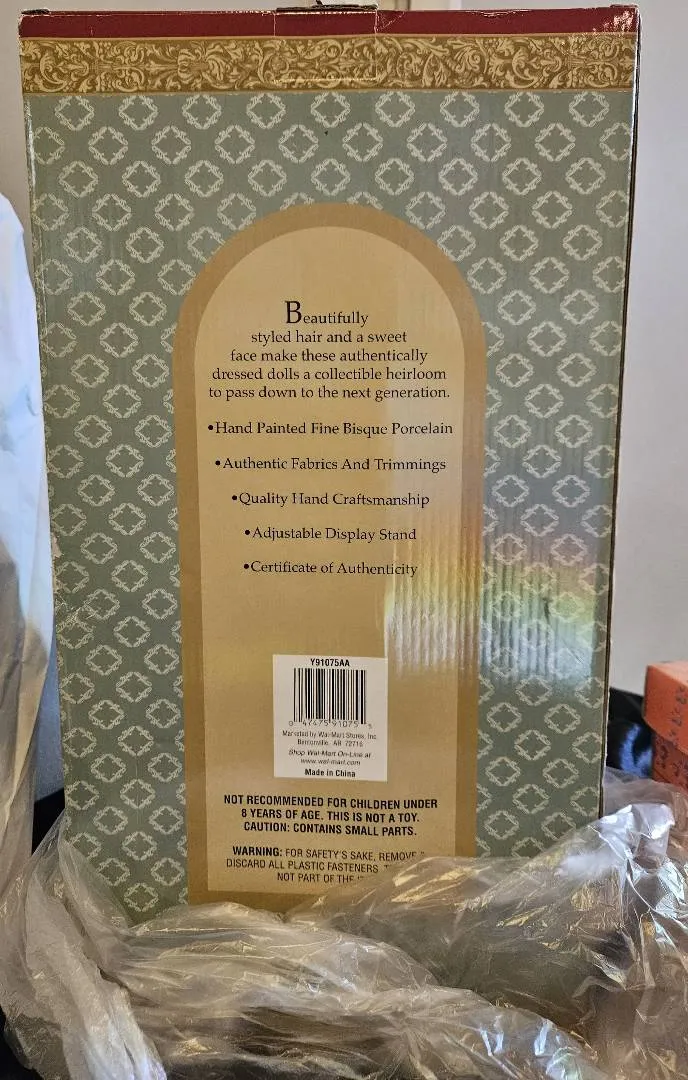 Beautifully
styled hair and a sweet
face make these authentically
dressed dolls a collectible heirloom
to pass down to the next generation.
•Hand Painted Fine Bisque Porcelain
•Authentic Fabrics And Trimmings
•Quality Hand Craftsmanship
•Adjustable Display Stand
•Certificate of Authenticity
Y91075AA
0 47475 91075 3
Marketed by Wal-Mart Stores, Inc.
Bentonville, AR 72716
Shop Wal-Mart On-Line at
www.wal-mart.com
Made in China
NOT RECOMMENDED FOR CHILDREN UNDER
8 YEARS OF AGE. THIS IS NOT A TOY.
CAUTION: CONTAINS SMALL PARTS.
WARNING: FOR SAFETY'S SAKE, REMOVE
DISCARD ALL PLASTIC FASTENERS.
NOT PART OF THE